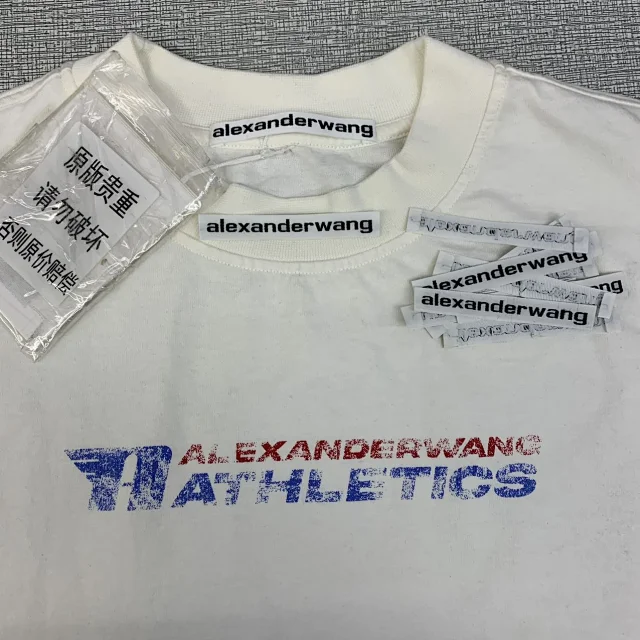 alexanderwang
原版贵重
请勿破坏
否则原价赔偿
alexanderwang
alexanderwang
alexanderwang
ALEXANDERWANG
ATHLETICS